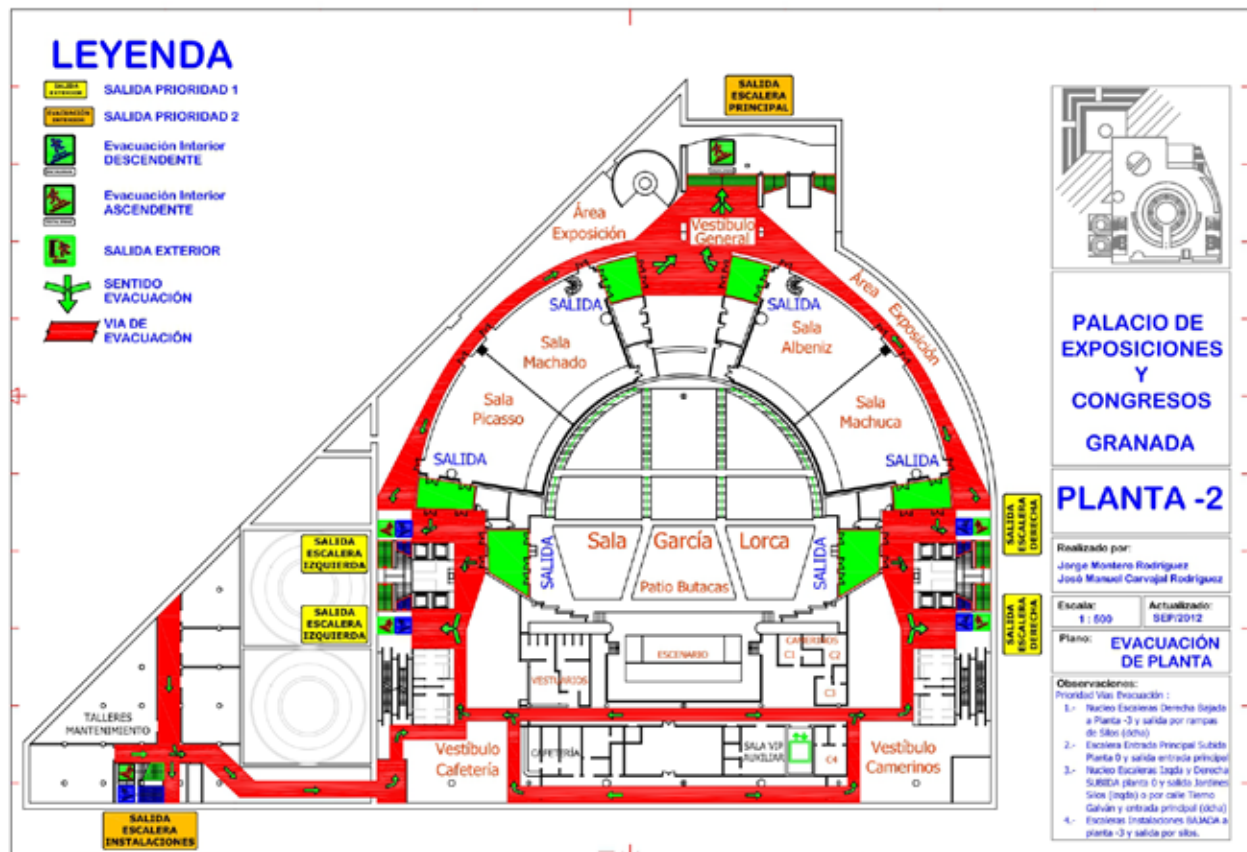 LEYENDA
SALIDA EXTERIOR
SALIDA PRIORIDAD 1
EVACUACIÓN INTERIOR
SALIDA PRIORIDAD 2
Evacuación Interior
DESCENDENTE
Evacuación Interior
ASCENDENTE
SALIDA EXTERIOR
SENTIDO
EVACUACIÓN
VIA DE
EVACUACIÓN
SALIDA
ESCALERA
PRINCIPAL
Área
Exposición
Vestíbulo
General
Área Exposición
SALIDA
SALIDA
Sala
Machado
Sala
Albeniz
Sala
Picasso
Sala
Machuca
SALIDA
SALIDA
SALIDA
ESCALERA
IZQUIERDA
SALIDA
ESCALERA
IZQUIERDA
SALIDA
ESCALERA
DERECHA
SALIDA
ESCALERA
DERECHA
SALIDA
Sala García Lorca
SALIDA
Patio Butacas
ESCENARIO
VESTUARIOS
CAMERINOS
C1
C2
C3
TALLERES
MANTENIMIENTO
Vestíbulo
Cafetería
CAFETERÍA
SALA VIP
AUXILIAR
C4
Vestíbulo
Camerinos
SALIDA
ESCALERA
INSTALACIONES
PALACIO DE
EXPOSICIONES
Y
CONGRESOS
GRANADA
PLANTA -2
Realizado por:
Jorge Montero Rodriguez
José Manuel Carvajal Rodríguez
Escala:
1 : 500
Actualizado:
SEP/2012
Plano:
EVACUACIÓN
DE PLANTA
Observaciones:
Prioridad Vias Evacuación :
1.- Nucleo Escaleras Derecha Bajada
a Planta -3 y salida por rampas
de Silos (dcha)
2.- Escalera Entrada Principal Subida
Planta 0 y salida entrada principal
3.- Nucleo Escaleras Izqda y Derecha
SUBIDA planta 0 y salida Jardines
Silos (izqda) o por calle Tierno
Galván y entrada principal (dcha)
4.- Escaleras Instalaciones BAJADA a
planta -3 y salida por silos.